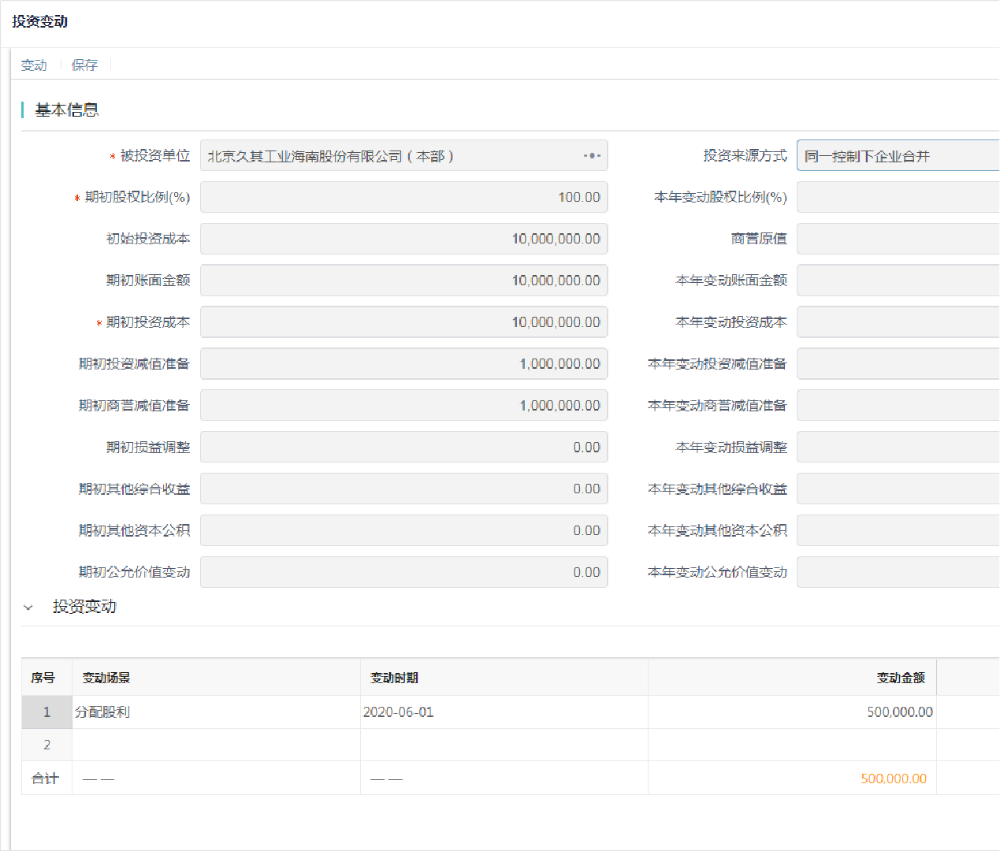 投资变动
变动 保存
基本信息
* 被投资单位 北京久其工业海南股份有限公司（本部） 投资来源方式 同一控制下企业合并
* 期初股权比例(%) 100.00 本年变动股权比例(%)
初始投资成本 10,000,000.00 商誉原值
期初账面金额 10,000,000.00 本年变动账面金额
* 期初投资成本 10,000,000.00 本年变动投资成本
期初投资减值准备 1,000,000.00 本年变动投资减值准备
期初商誉减值准备 1,000,000.00 本年变动商誉减值准备
期初损益调整 0.00 本年变动损益调整
期初其他综合收益 0.00 本年变动其他综合收益
期初其他资本公积 0.00 本年变动其他资本公积
期初公允价值变动 0.00 本年变动公允价值变动
投资变动
序号 变动场景 变动时期 变动金额
1 分配股利 2020-06-01 500,000.00
2
合计 — — — — 500,000.00